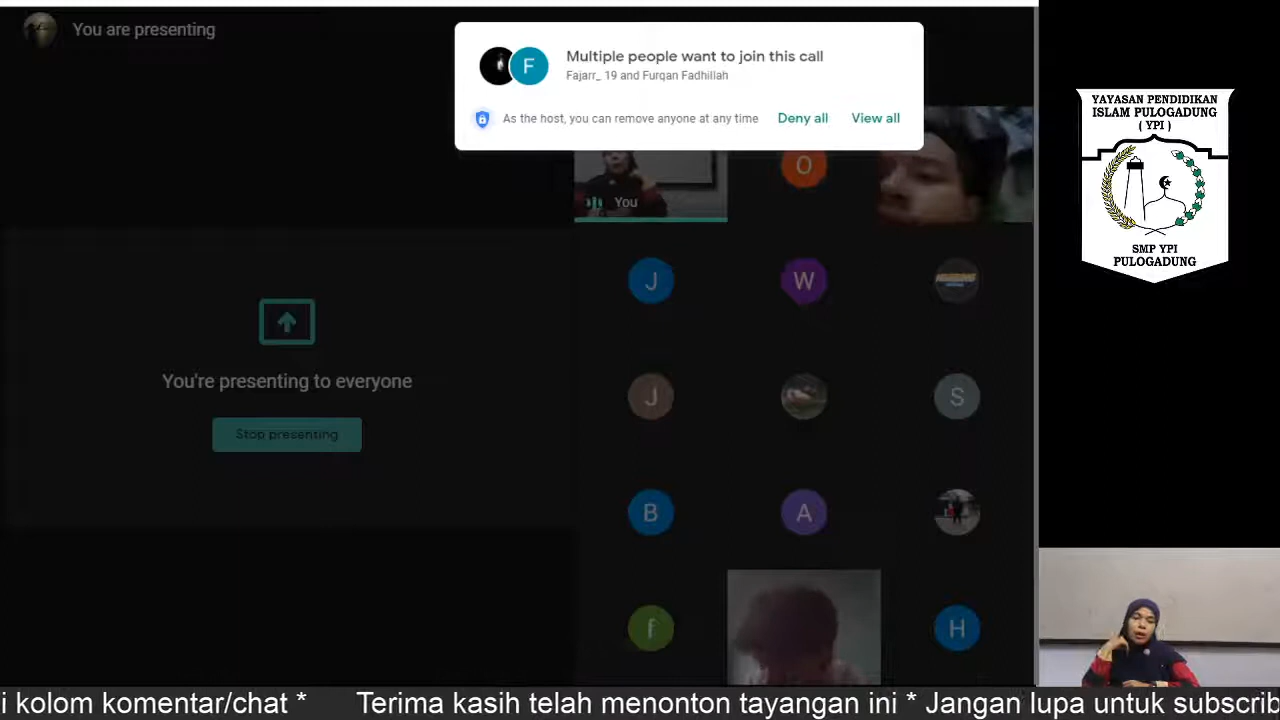 You are presenting
Multiple people want to join this call
Fajarr_ 19 and Furqan Fadhillah
As the host, you can remove anyone at any time
Deny all
View all
F
You
O
J
W
J
S
B
A
f
H
You're presenting to everyone
Stop presenting
YAYASAN PENDIDIKAN
ISLAM PULOGADUNG
( YPI )
SMP YPI
PULOGADUNG
i kolom komentar/chat * Terima kasih telah menonton tayangan ini * Jangan lupa untuk subscrib